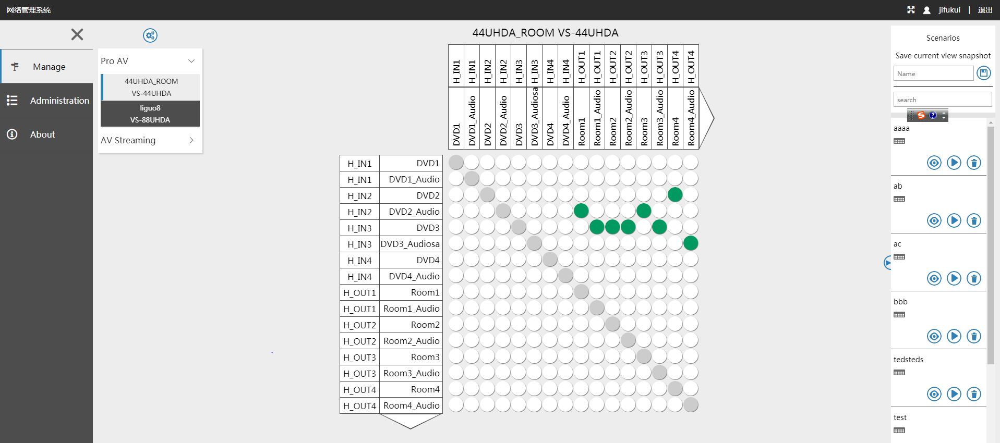 网络管理系统
jifukui | 退出
Manage
Administration
About
Pro AV
44UHDA_ROOM
VS-44UHDA
liguo8
VS-88UHDA
AV Streaming
44UHDA_ROOM VS-44UHDA
H_IN1
H_IN1
H_IN2
H_IN2
H_IN3
H_IN3
H_IN4
H_IN4
H_OUT1
H_OUT1
H_OUT2
H_OUT2
H_OUT3
H_OUT3
H_OUT4
H_OUT4
DVD1
DVD1_Audio
DVD2
DVD2_Audio
DVD3
DVD3_Audiosa
DVD4
DVD4_Audio
Room1
Room1_Audio
Room2
Room2_Audio
Room3
Room3_Audio
Room4
Room4_Audio
H_IN1 DVD1
H_IN1 DVD1_Audio
H_IN2 DVD2
H_IN2 DVD2_Audio
H_IN3 DVD3
H_IN3 DVD3_Audiosa
H_IN4 DVD4
H_IN4 DVD4_Audio
H_OUT1 Room1
H_OUT1 Room1_Audio
H_OUT2 Room2
H_OUT2 Room2_Audio
H_OUT3 Room3
H_OUT3 Room3_Audio
H_OUT4 Room4
H_OUT4 Room4_Audio
Scenarios
Save current view snapshot
Name
search
aaaa
ab
ac
bbb
tedsteds
test